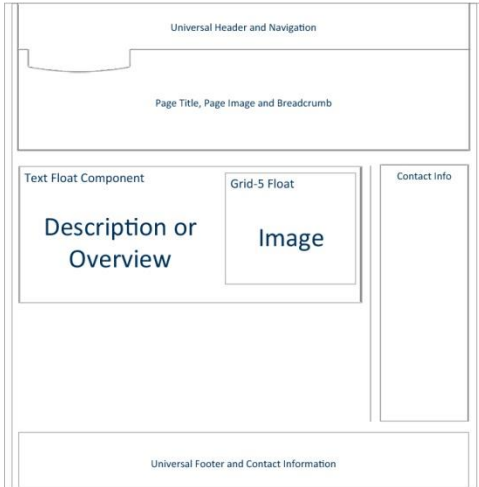 Universal Header and Navigation
Page Title, Page Image and Breadcrumb
Text Float Component
Description or
Overview
Grid-5 Float
Image
Contact Info
Universal Footer and Contact Information